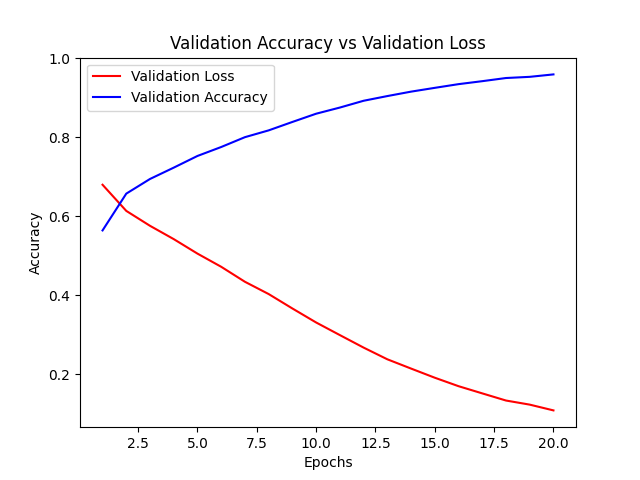 Validation Accuracy vs Validation Loss
Validation Loss
Validation Accuracy
1.0
0.8
0.6
0.4
0.2
Accuracy
2.5 5.0 7.5 10.0 12.5 15.0 17.5 20.0
Epochs